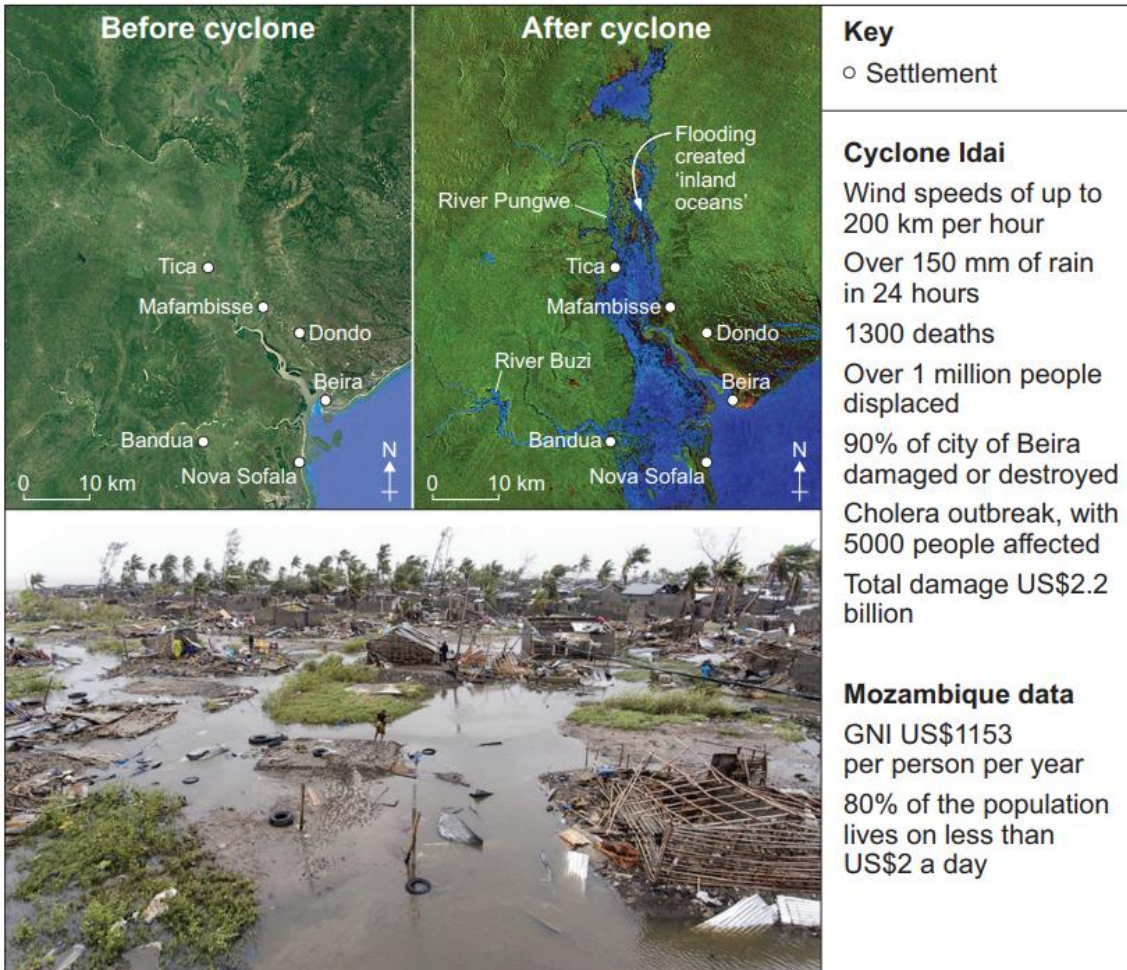 Before cyclone
Tica
Mafambisse
Dondo
Beira
Bandua
Nova Sofala
0 10 km
N
After cyclone
Flooding
created
‘inland
oceans’
River Pungwe
Tica
Mafambisse
Dondo
River Buzi
Beira
Bandua
Nova Sofala
0 10 km
N
Key
Settlement
Cyclone Idai
Wind speeds of up to
200 km per hour
Over 150 mm of rain
in 24 hours
1300 deaths
Over 1 million people
displaced
90% of city of Beira
damaged or destroyed
Cholera outbreak, with
5000 people affected
Total damage US$2.2
billion
Mozambique data
GNI US$1153
per person per year
80% of the population
lives on less than
US$2 a day